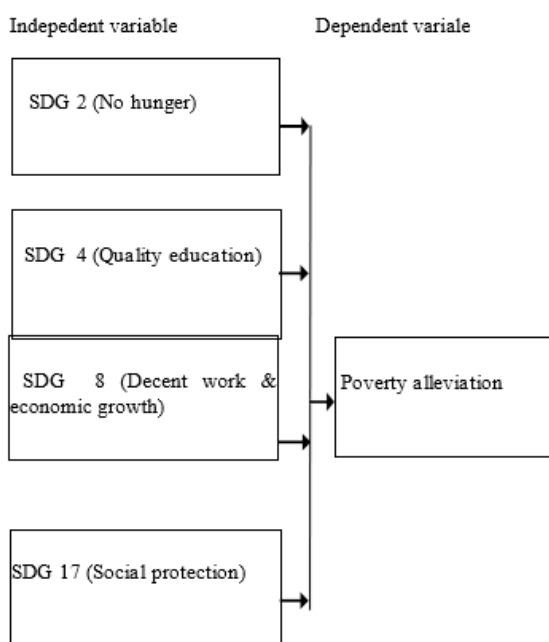 Indepedent variable
Dependent variale
SDG 2 (No hunger)
SDG 4 (Quality education)
SDG 8 (Decent work &
economic growth)
Poverty alleviation
SDG 17 (Social protection)